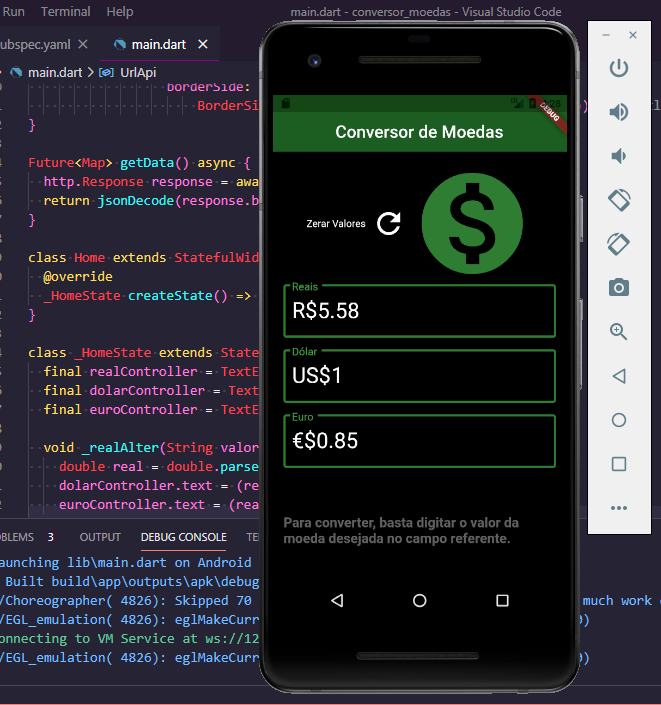 Run Terminal Help main.dart - conversor_moedas - Visual Studio Code
ubspec.yaml main.dart
main.dart > UrlApi
borderSide:
BorderSi
}
Future<Map> getData() async {
http.Response response = awa
return jsonDecode(response.b
}
class Home extends StatefulWid
@override
_HomeState createState() =>
}
class _HomeState extends State
final realController = TextE
final dolarController = TextE
final euroController = TextE
void _realAlter(String valor
double real = double.parse
dolarController.text = (re
euroController.text = (rea
OBLEMS 3 OUTPUT DEBUG CONSOLE TE
aunching lib\main.dart on Android
Built build\app\outputs\apk\debug
/Choreographer( 4826): Skipped 70
much work
/EGL_emulation( 4826): eglMakeCurr
onnecting to VM Service at ws://12
/EGL_emulation( 4826): eglMakeCurr
DEBUG
Conversor de Moedas
Zerar Valores
$
Reais
R$5.58
Dólar
US$1
Euro
€$0.85
Para converter, basta digitar o valor da
moeda desejada no campo referente.